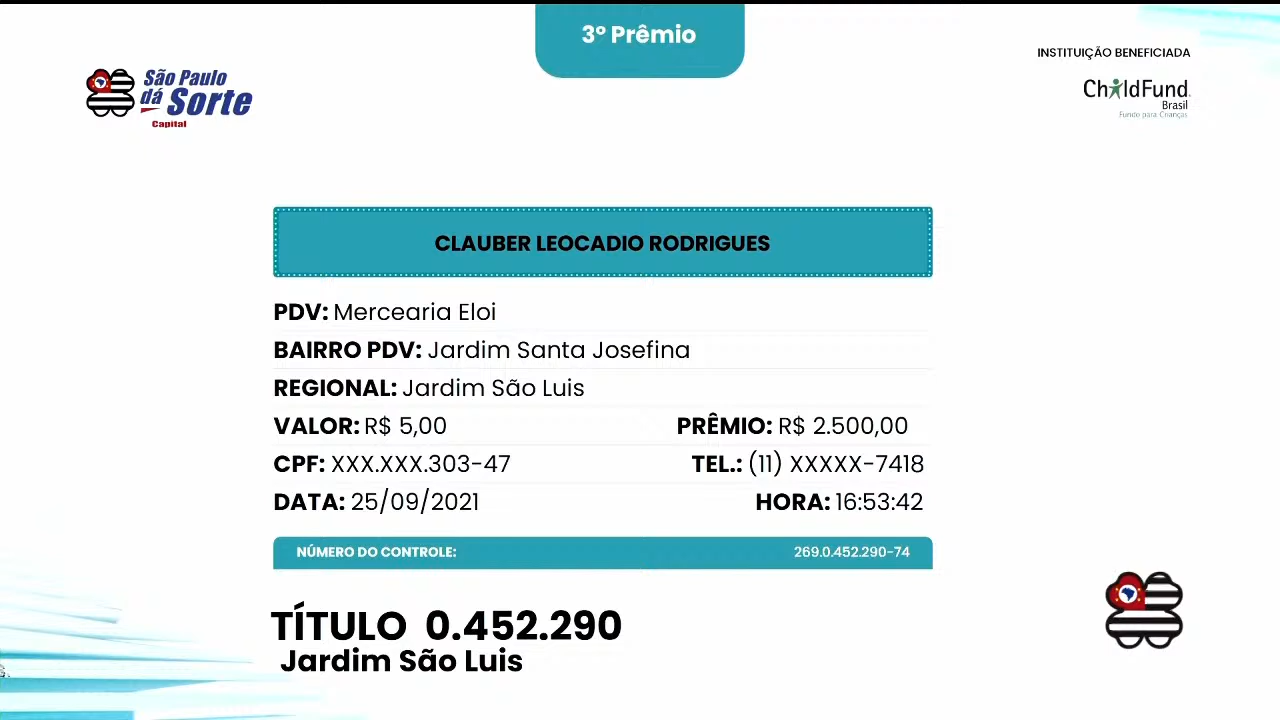 3º Prêmio
INSTITUIÇÃO BENEFICIADA
São Paulo
dá Sorte
Capital
ChildFund
Brasil
Fundo para Crianças
CLAUBER LEOCADIO RODRIGUES
PDV: Mercearia Eloi
BAIRRO PDV: Jardim Santa Josefina
REGIONAL: Jardim São Luis
VALOR: R$ 5,00 PRÊMIO: R$ 2.500,00
CPF: XXX.XXX.303-47 TEL.: (11) XXXXX-7418
DATA: 25/09/2021 HORA: 16:53:42
NÚMERO DO CONTROLE: 269.0.452.290-74
TÍTULO 0.452.290
Jardim São Luis